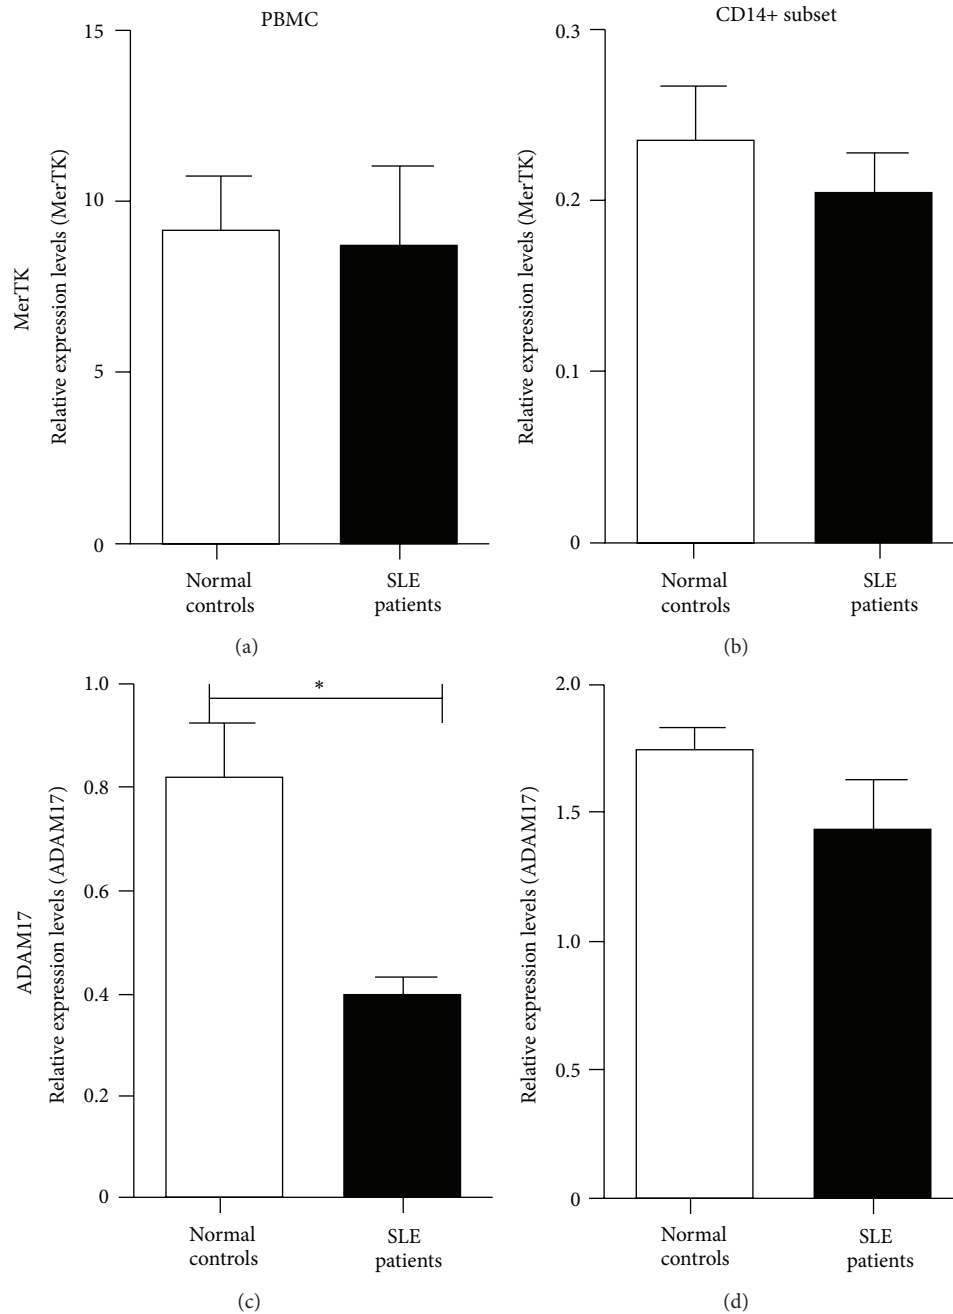 PBMC
15
10
5
0
MerTK
Relative expression levels (MerTK)
Normal
controls
SLE
patients
(a)
CD14+ subset
0.3
0.2
0.1
0
Relative expression levels (MerTK)
Normal
controls
SLE
patients
(b)
1.0
0.8
0.6
0.4
0.2
0
ADAM17
Relative expression levels (ADAM17)
*
Normal
controls
SLE
patients
(c)
2.0
1.5
1.0
0.5
0
Relative expression levels (ADAM17)
Normal
controls
SLE
patients
(d)